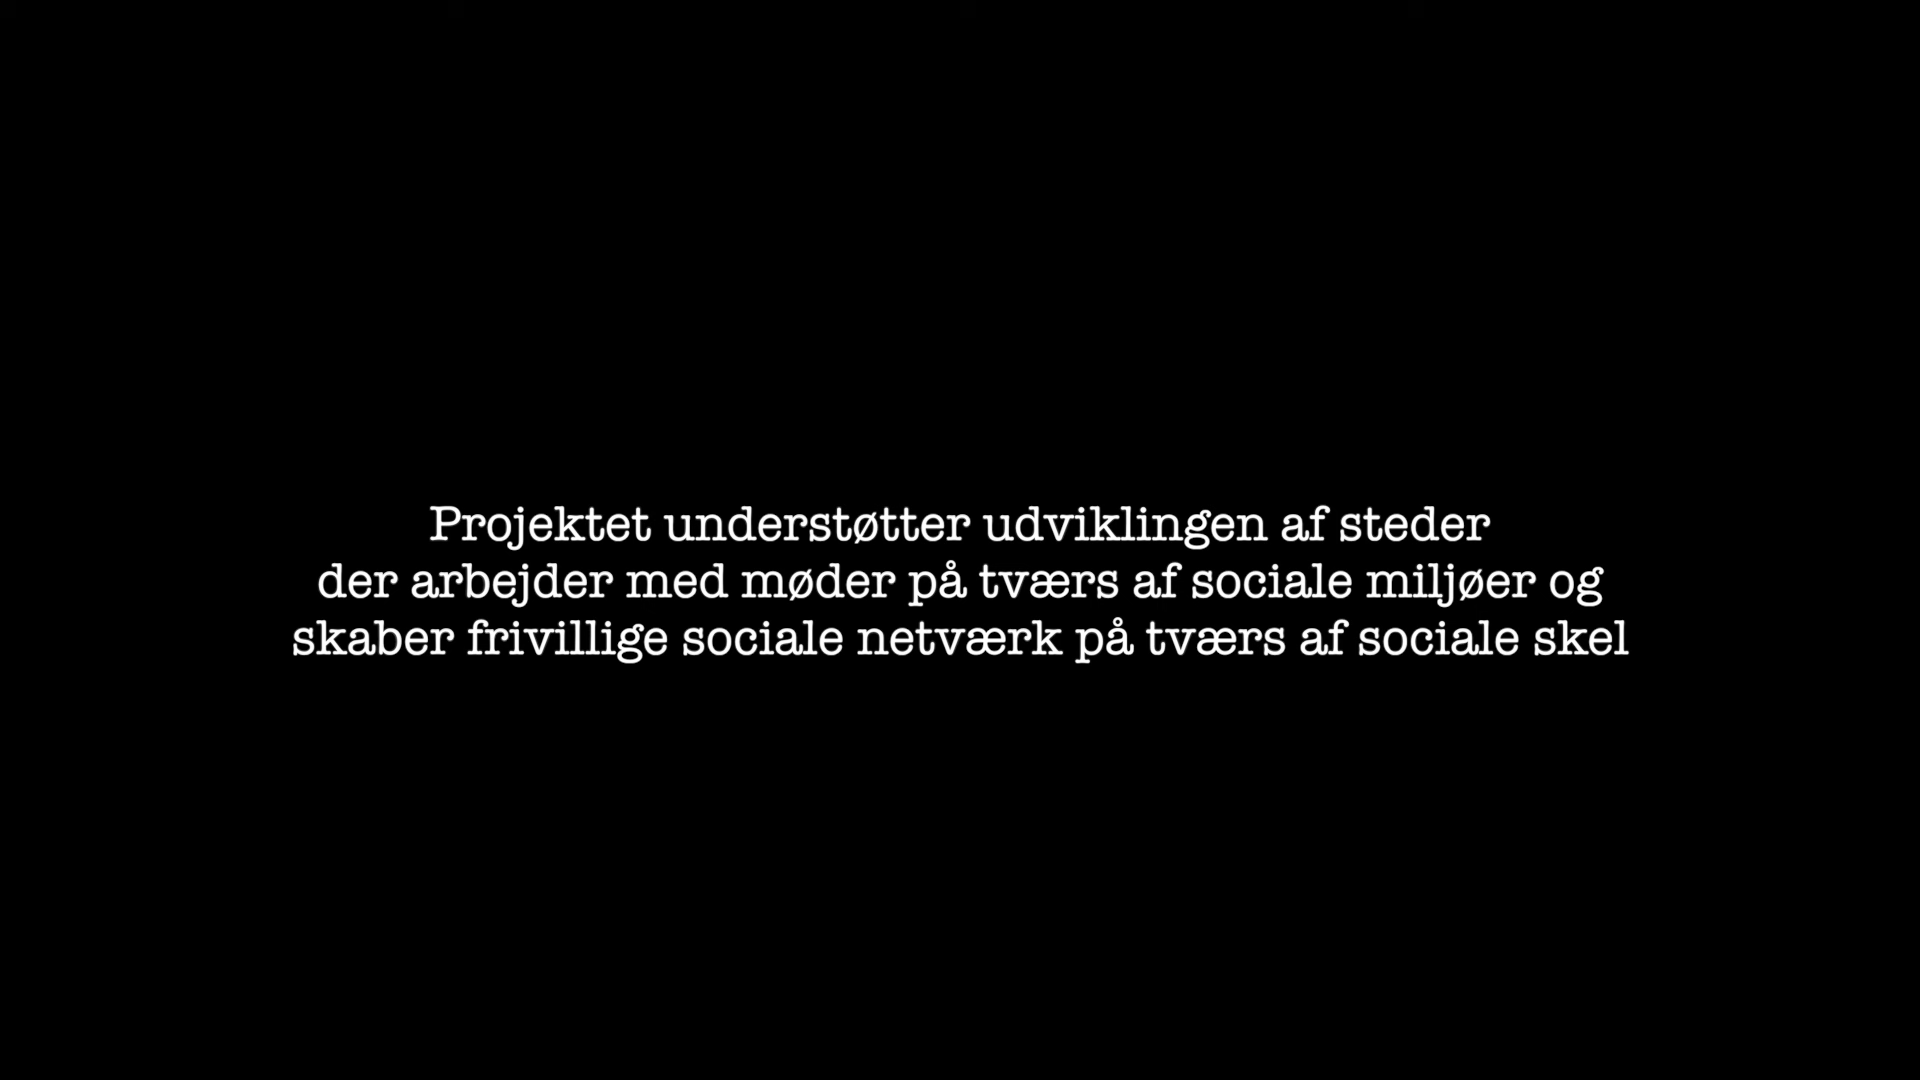 Projektet understøtter udviklingen af steder
der arbejder med møder på tværs af sociale miljøer og
skaber frivillige sociale netværk på tværs af sociale skel